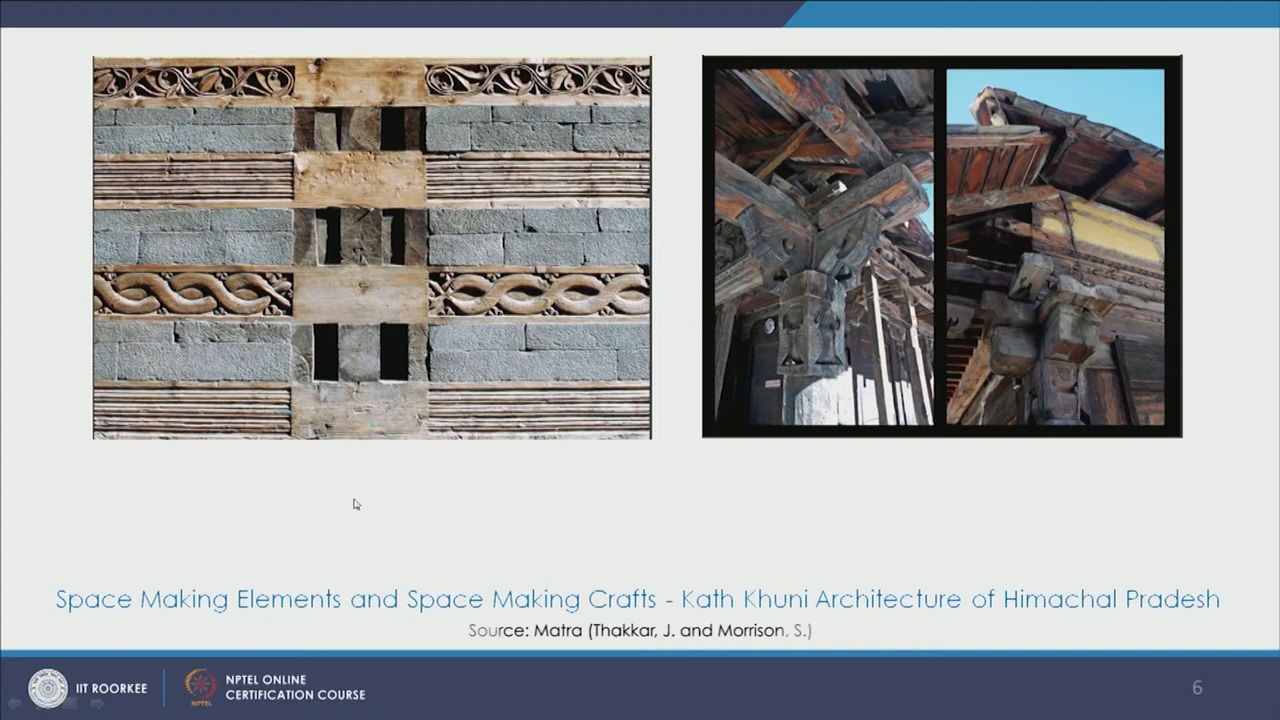 Space Making Elements and Space Making Crafts - Kath Khuni Architecture of Himachal Pradesh
Source: Matra (Thakkar, J. and Morrison, S.)
IIT ROORKEE
NPTEL
NPTEL ONLINE
CERTIFICATION COURSE
6